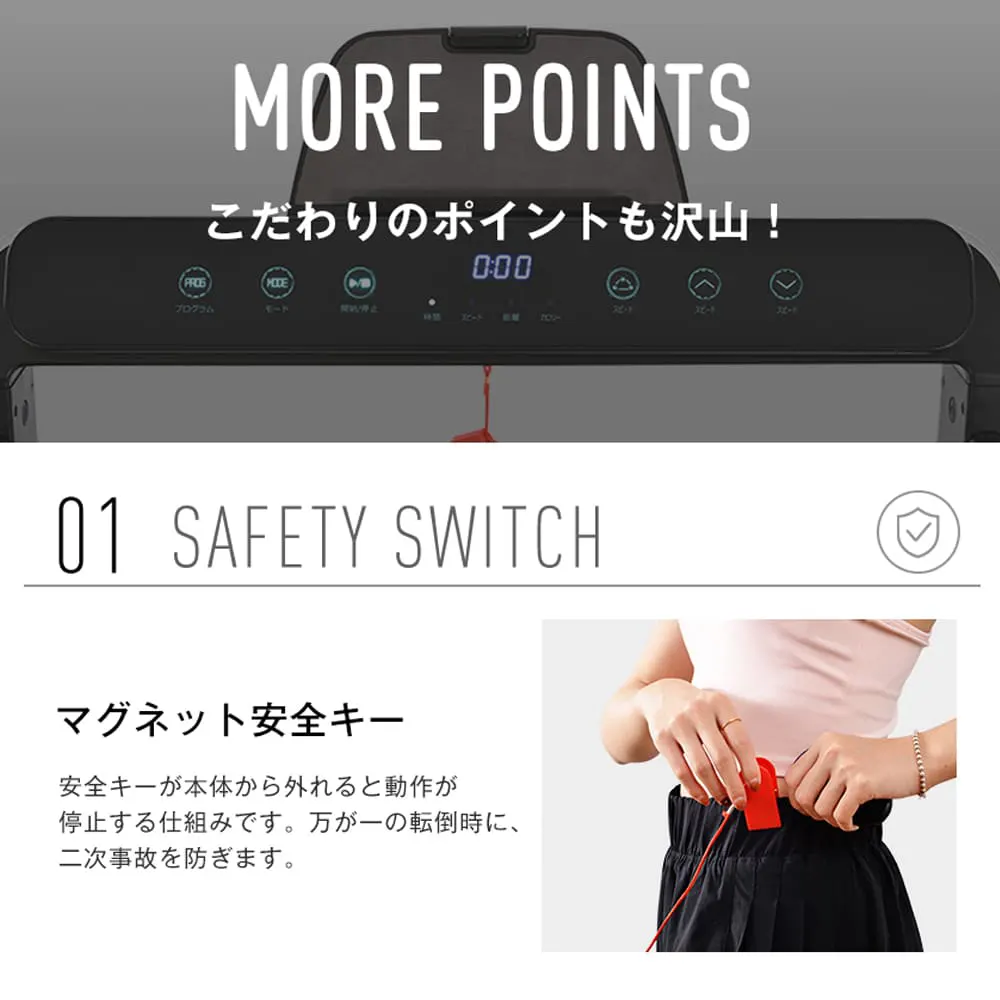 MORE POINTS
こだわりのポイントも沢山！
0:00
PROG
MODE
プログラム
モード
開始/停止
時間
スピード
距離
カロリー
スピード
スピード
スピード
01 SAFETY SWITCH
マグネット安全キー
安全キーが本体から外れると動作が
停止する仕組みです。万が一の転倒時に、
二次事故を防ぎます。